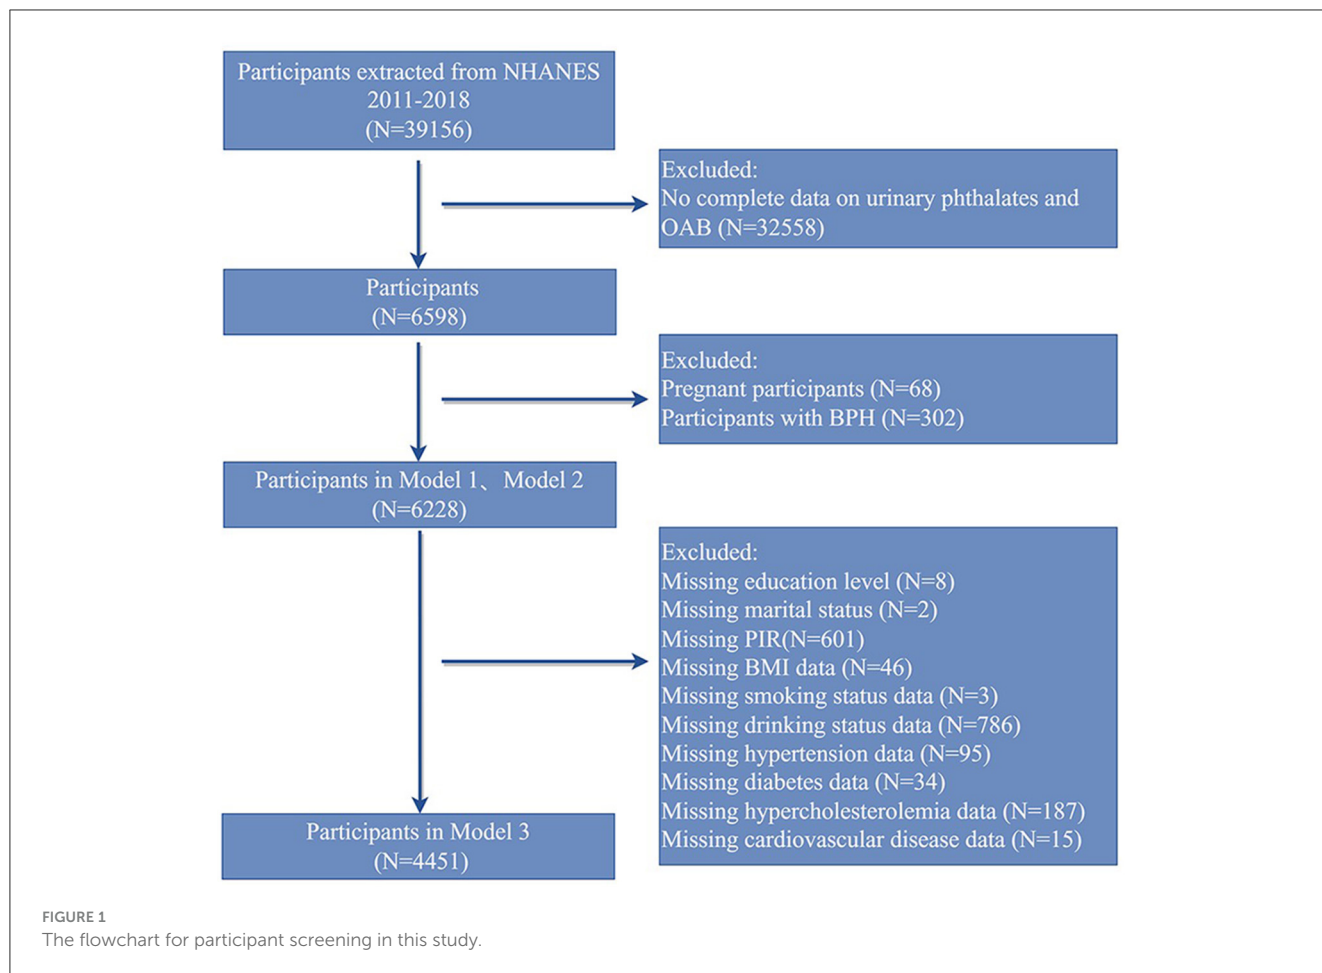 Participants extracted from NHANES
2011-2018
(N=39156)
Excluded:
No complete data on urinary phthalates and
OAB (N=32558)
Participants
(N=6598)
Excluded:
Pregnant participants (N=68)
Participants with BPH (N=302)
Participants in Model 1、Model 2
(N=6228)
Excluded:
Missing education level (N=8)
Missing marital status (N=2)
Missing PIR(N=601)
Missing BMI data (N=46)
Missing smoking status data (N=3)
Missing drinking status data (N=786)
Missing hypertension data (N=95)
Missing diabetes data (N=34)
Missing hypercholesterolemia data (N=187)
Missing cardiovascular disease data (N=15)
Participants in Model 3
(N=4451)
FIGURE 1
The flowchart for participant screening in this study.